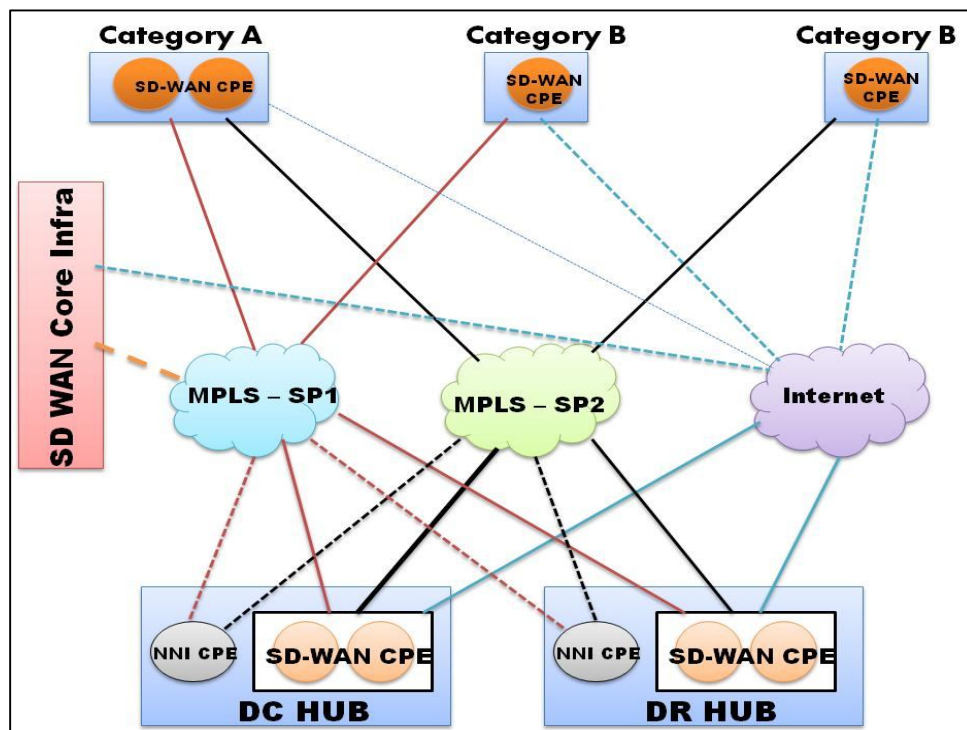 Category A
Category B
Category B
SD-WAN CPE
SD-WAN
CPE
SD-WAN
CPE
SD WAN Core Infra
MPLS – SP1
MPLS – SP2
Internet
NNI CPE
SD-WAN CPE
NNI CPE
SD-WAN CPE
DC HUB
DR HUB